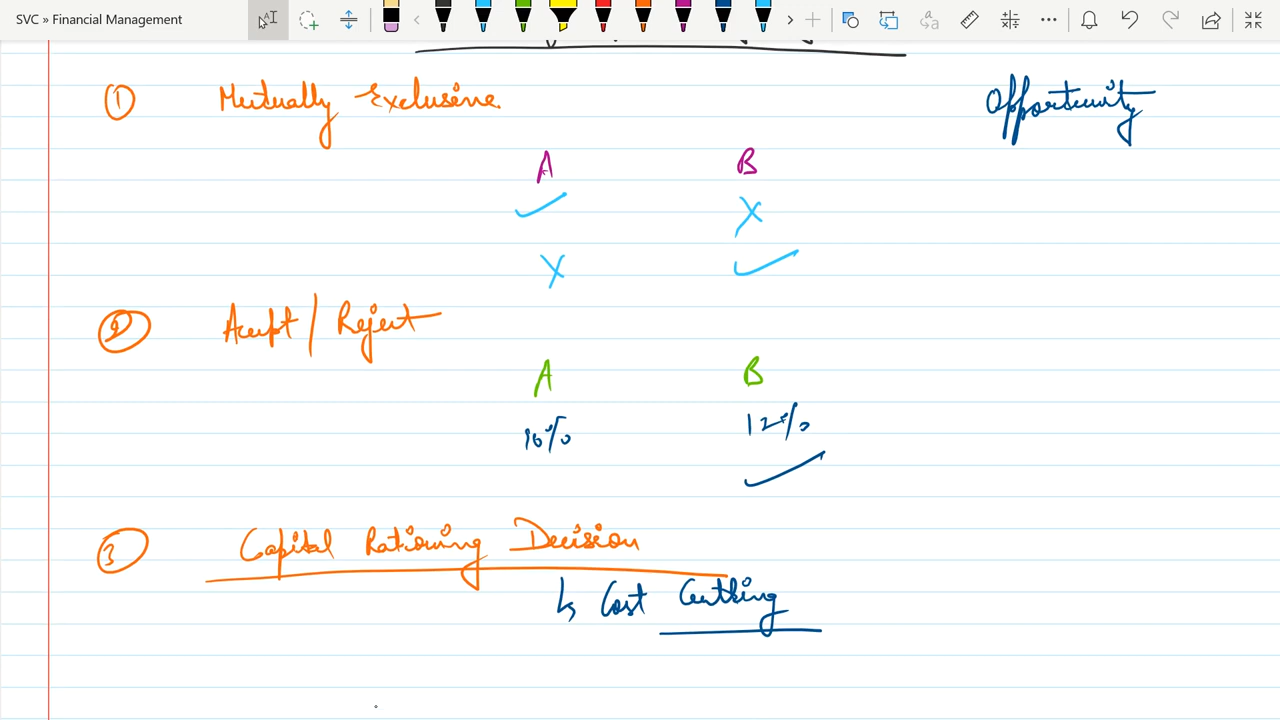 SVC » Financial Management
① Mutually Exclusive
Opportunity
A B
✓ X
X ✓
② Accept / Reject
A B
10% 12%
✓
③ Capital Rationing Decision
↳ Cost Cutting